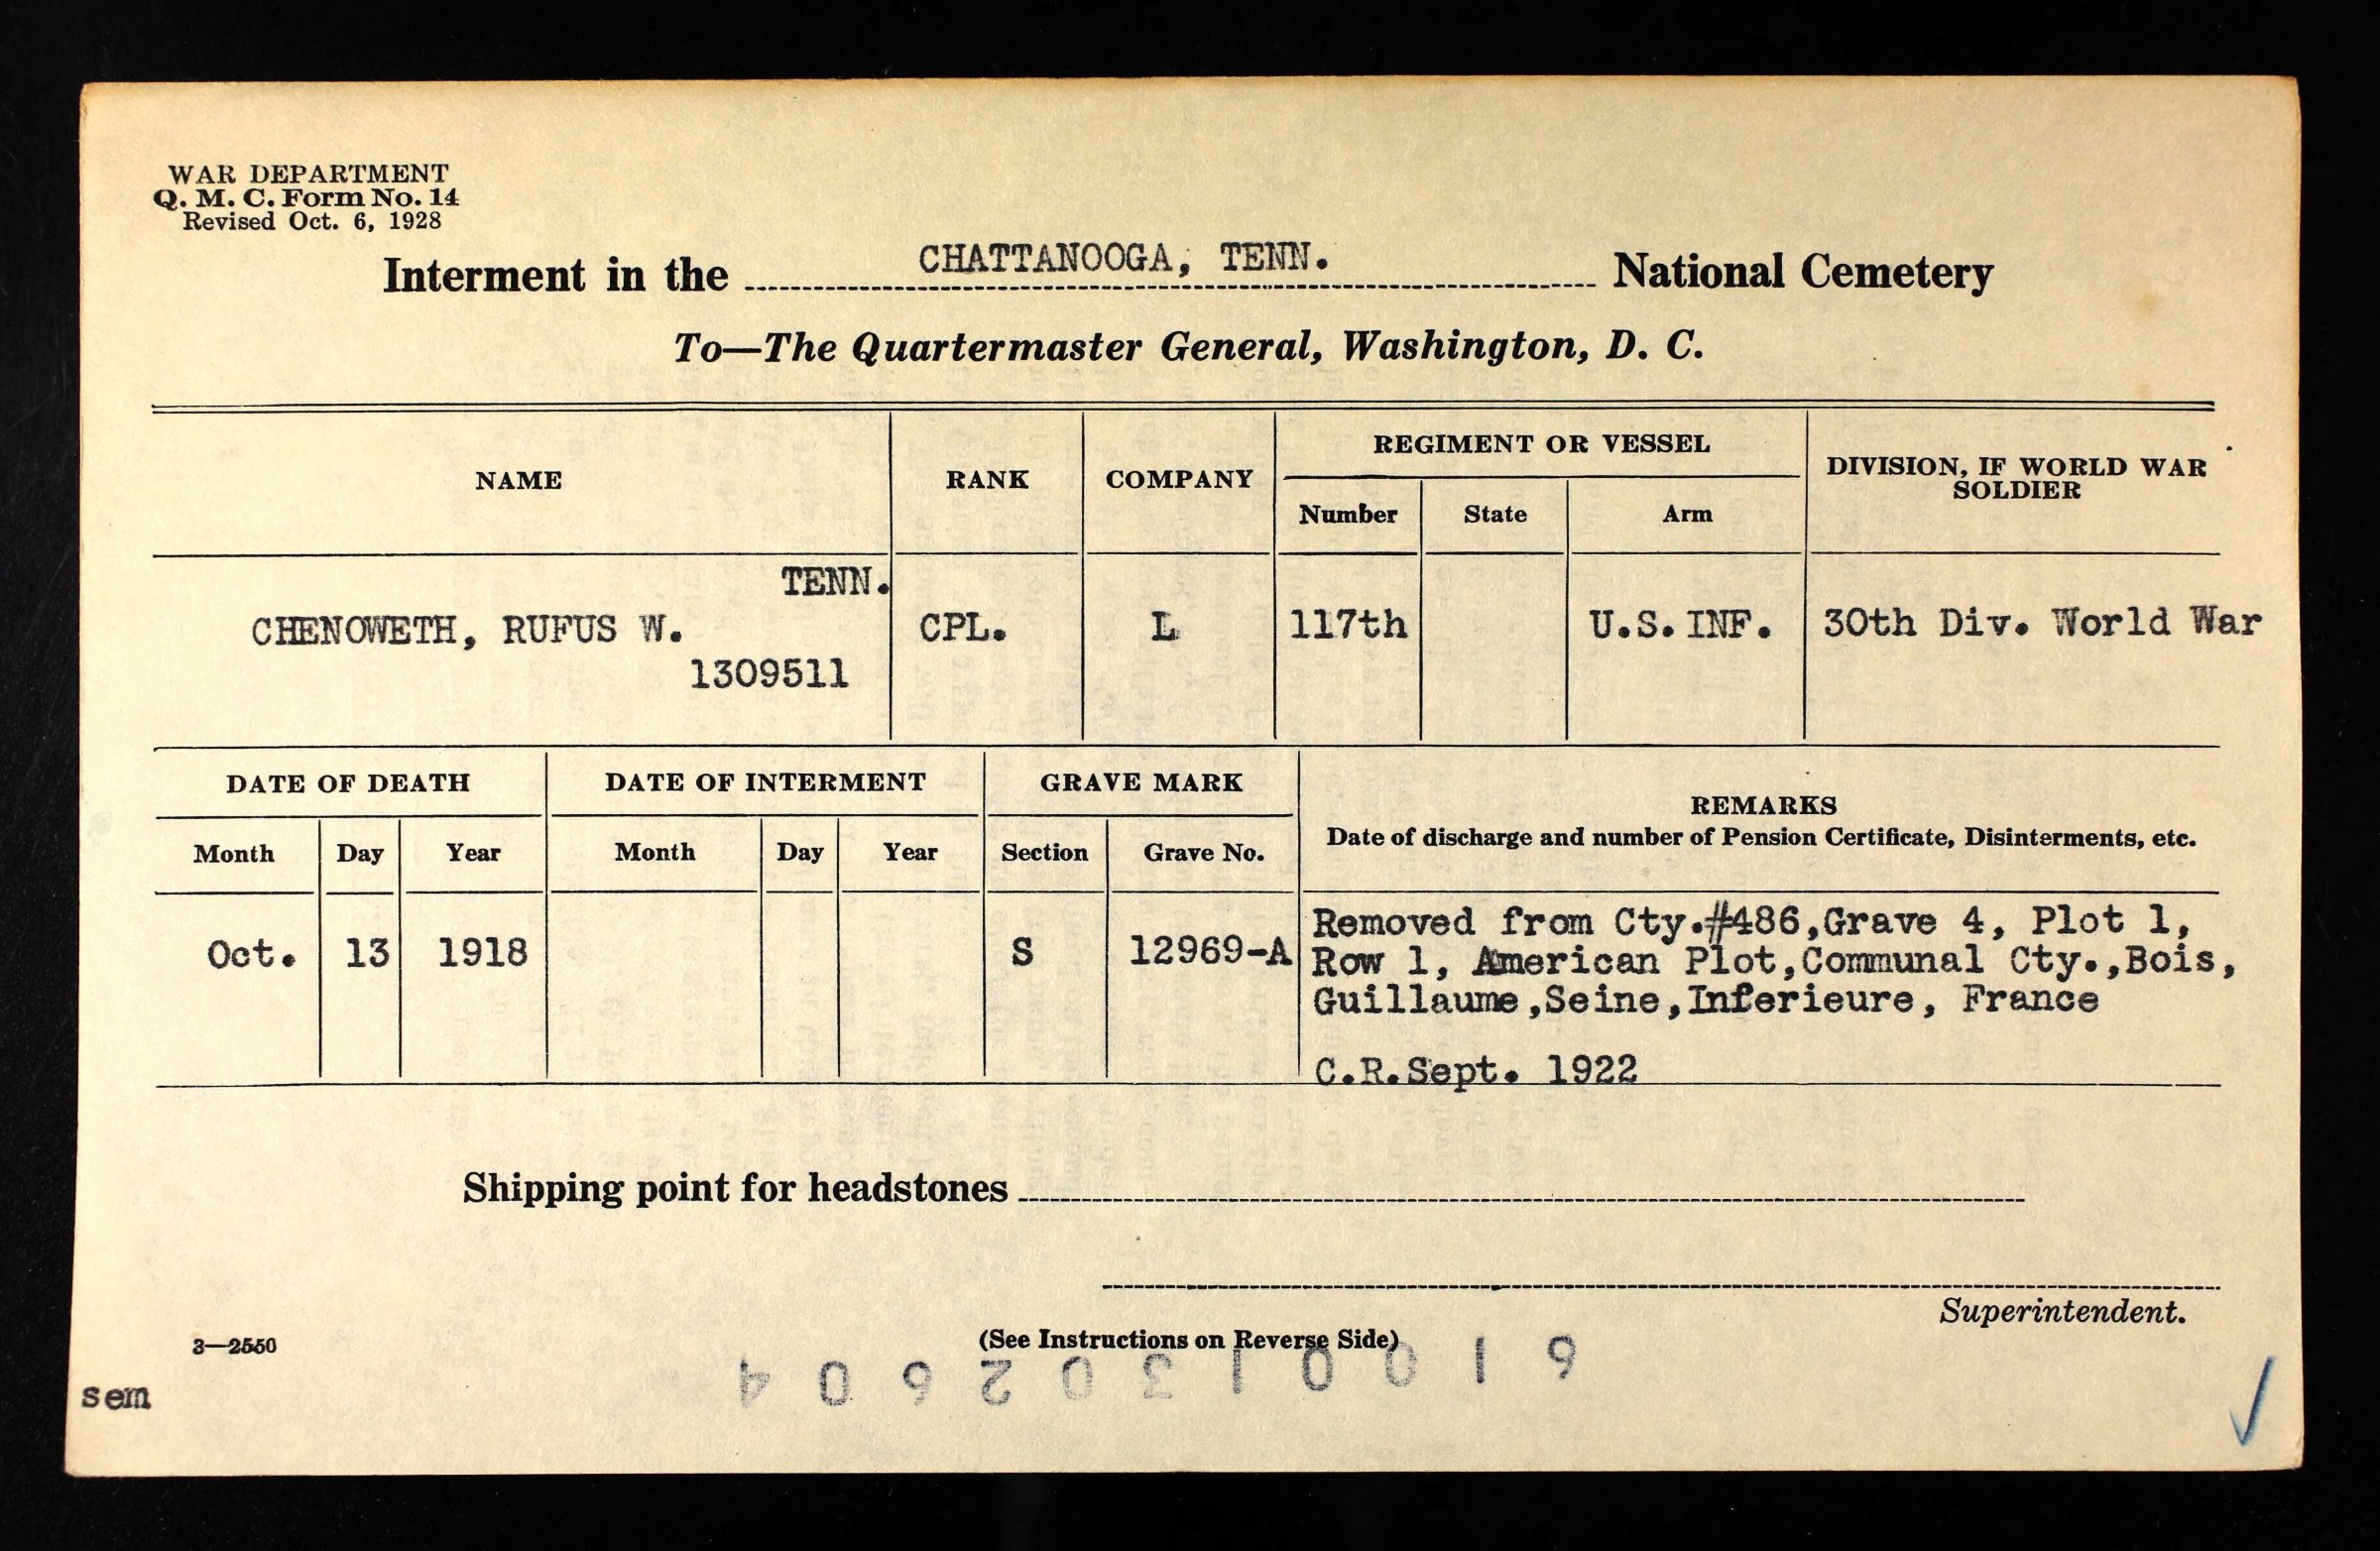 WAR DEPARTMENT
Q. M. C. Form No. 14
Revised Oct. 6, 1928
Interment in the CHATTANOOGA, TENN. National Cemetery
To—The Quartermaster General, Washington, D. C.
NAME RANK COMPANY REGIMENT OR VESSEL DIVISION, IF WORLD WAR SOLDIER
Number State Arm
TENN.
CHENOWETH, RUFUS W. CPL. L 117th U.S. INF. 30th Div. World War
1309511
DATE OF DEATH DATE OF INTERMENT GRAVE MARK REMARKS
Date of discharge and number of Pension Certificate, Disinterments, etc.
Month Day Year Month Day Year Section Grave No.
Oct. 13 1918 S 12969-A
Removed from Cty.#486,Grave 4, Plot 1,
Row 1, American Plot,Communal Cty.,Bois,
Guillaume,Seine,Inferieure, France
C.R.Sept. 1922
Shipping point for headstones
Superintendent.
3—2550
(See Instructions on Reverse Side)
sem